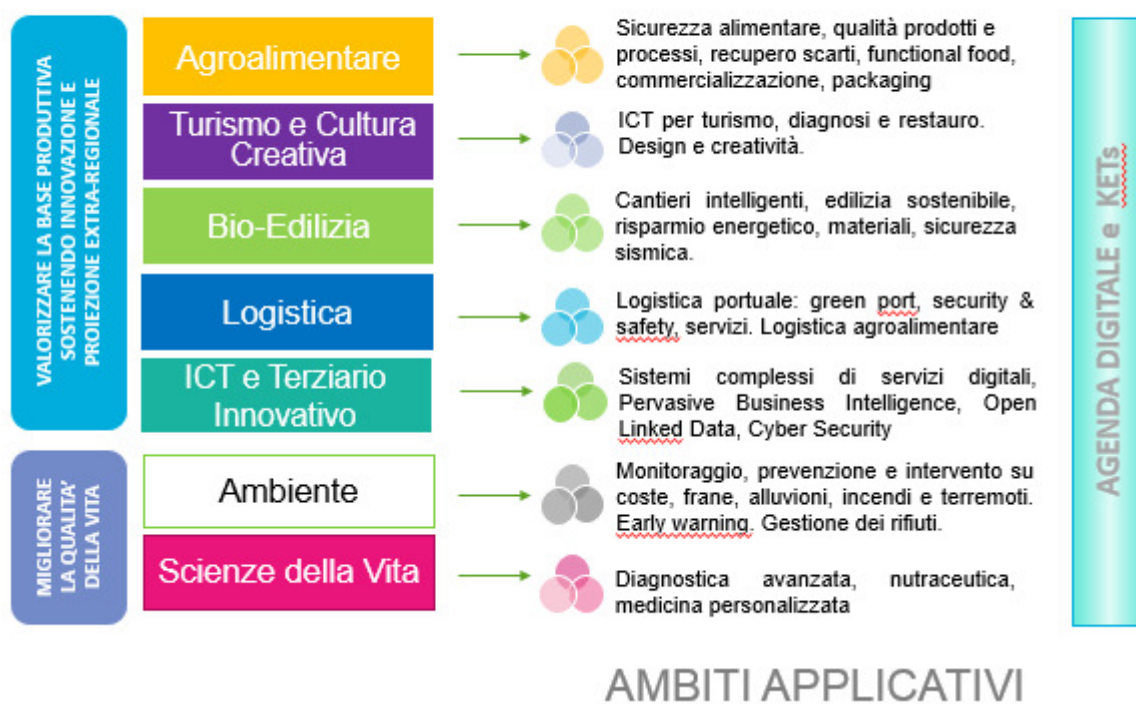 VALORIZZARE LA BASE PRODUTTIVA
SOSTENENDO INNOVAZIONE E
PROIEZIONE EXTRA-REGIONALE
Agroalimentare
Sicurezza alimentare, qualità prodotti e
processi, recupero scarti, functional food,
commercializzazione, packaging
Turismo e Cultura
Creativa
ICT per turismo, diagnosi e restauro.
Design e creatività.
Bio-Edilizia
Cantieri intelligenti, edilizia sostenibile,
risparmio energetico, materiali, sicurezza
sismica.
Logistica
Logistica portuale: green port, security &
safety, servizi. Logistica agroalimentare
ICT e Terziario
Innovativo
Sistemi complessi di servizi digitali,
Pervasive Business Intelligence, Open
Linked Data, Cyber Security
MIGLIORARE
LA QUALITA'
DELLA VITA
Ambiente
Monitoraggio, prevenzione e intervento su
coste, frane, alluvioni, incendi e terremoti.
Early warning. Gestione dei rifiuti.
Scienze della Vita
Diagnostica avanzata, nutraceutica,
medicina personalizzata
AGENDA DIGITALE e KETs
AMBITI APPLICATIVI